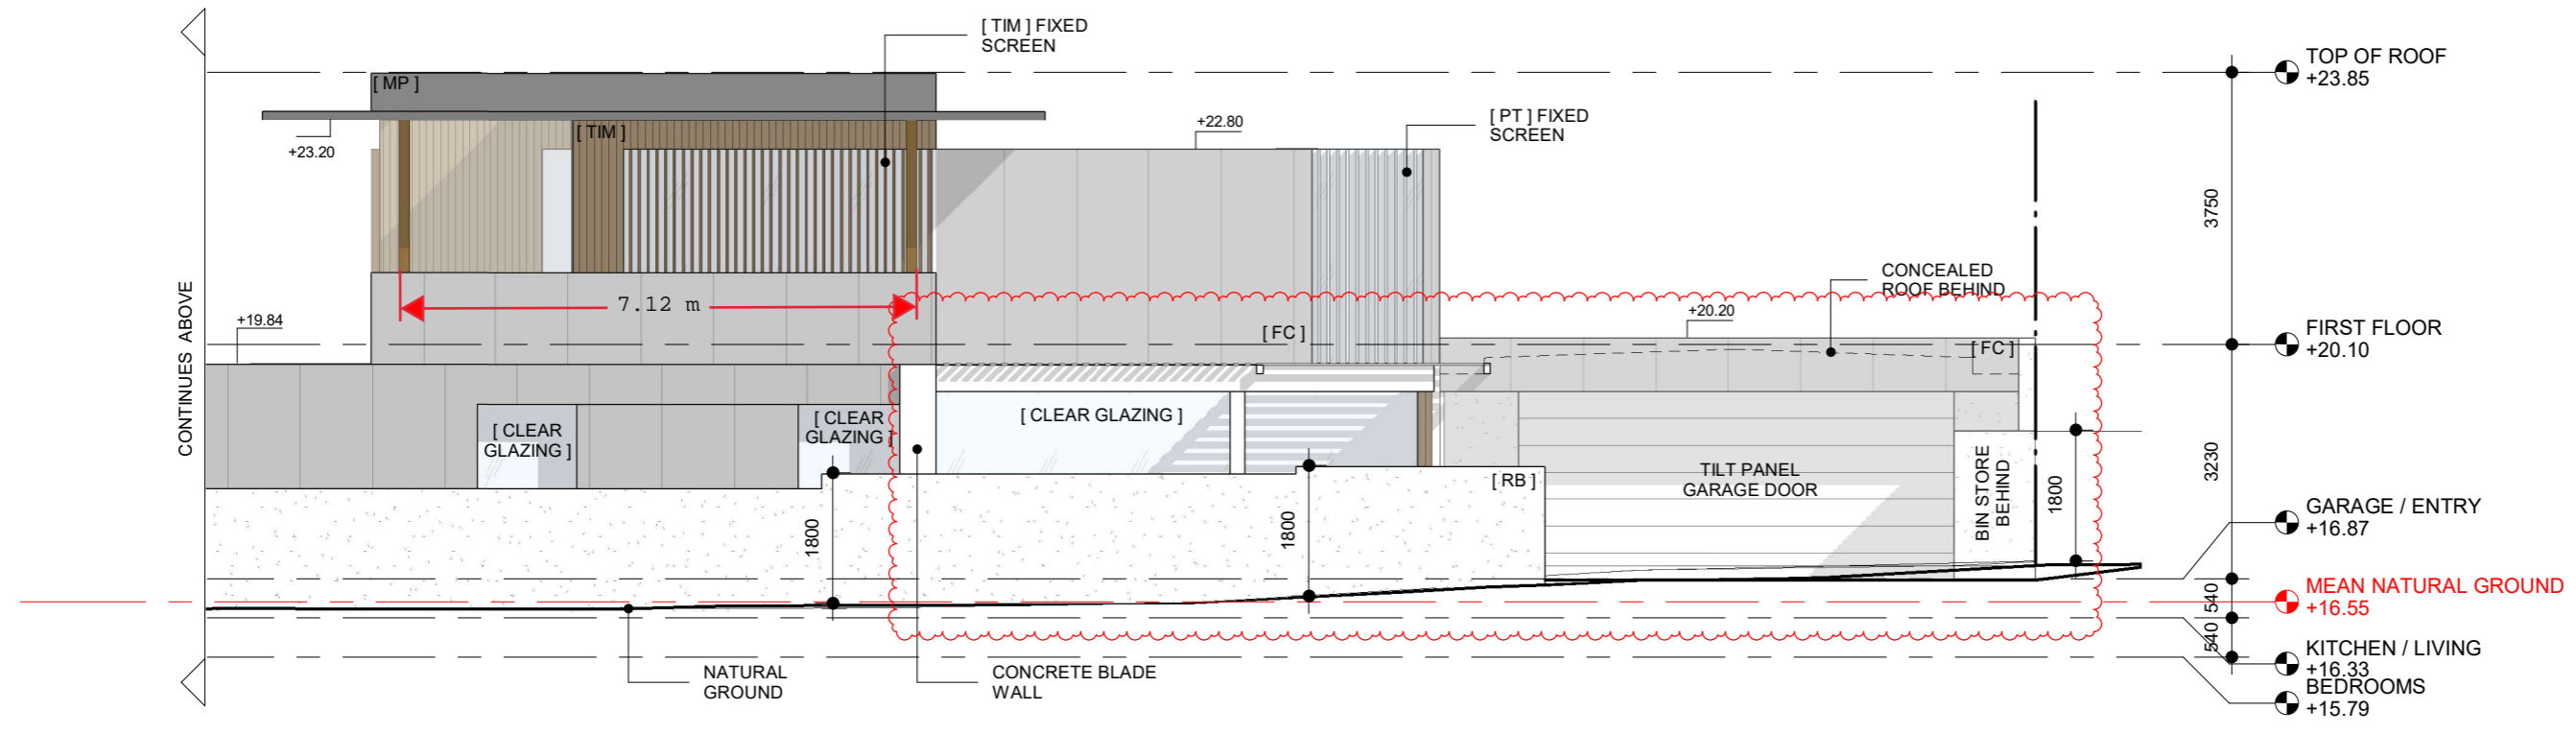 [ TIM ] FIXED
SCREEN
TOP OF ROOF
+23.85
[ MP ]
[ TIM ]
+23.20
+22.80
[ PT ] FIXED
SCREEN
3750
CONCEALED
ROOF BEHIND
7.12 m
+19.84
+20.20
[ FC ]
[ FC ]
FIRST FLOOR
+20.10
CONTINUES ABOVE
[ CLEAR
GLAZING ]
[ CLEAR
GLAZING ]
[ CLEAR GLAZING ]
3230
TILT PANEL
GARAGE DOOR
[ RB ]
BIN STORE
BEHIND
1800
1800
1800
GARAGE / ENTRY
+16.87
540
MEAN NATURAL GROUND
+16.55
540
KITCHEN / LIVING
+16.33
BEDROOMS
+15.79
NATURAL
GROUND
CONCRETE BLADE
WALL